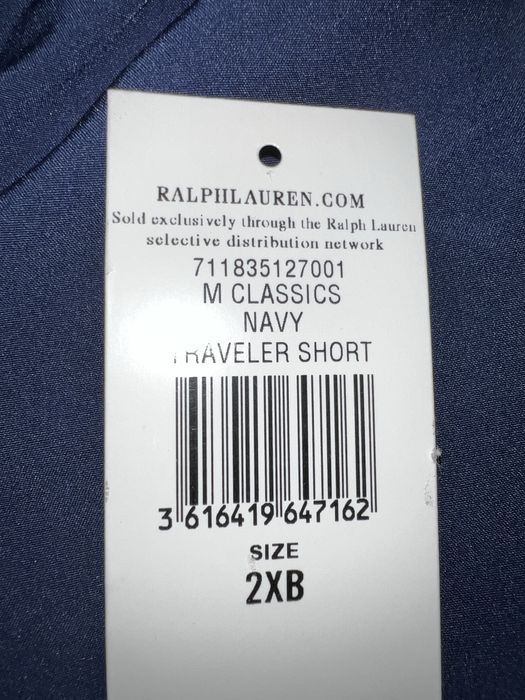 RALPHLAUREN.COM
Sold exclusively through the Ralph Lauren
selective distribution network
711835127001
M CLASSICS
NAVY
TRAVELER SHORT
3 616419 647162
SIZE
2XB